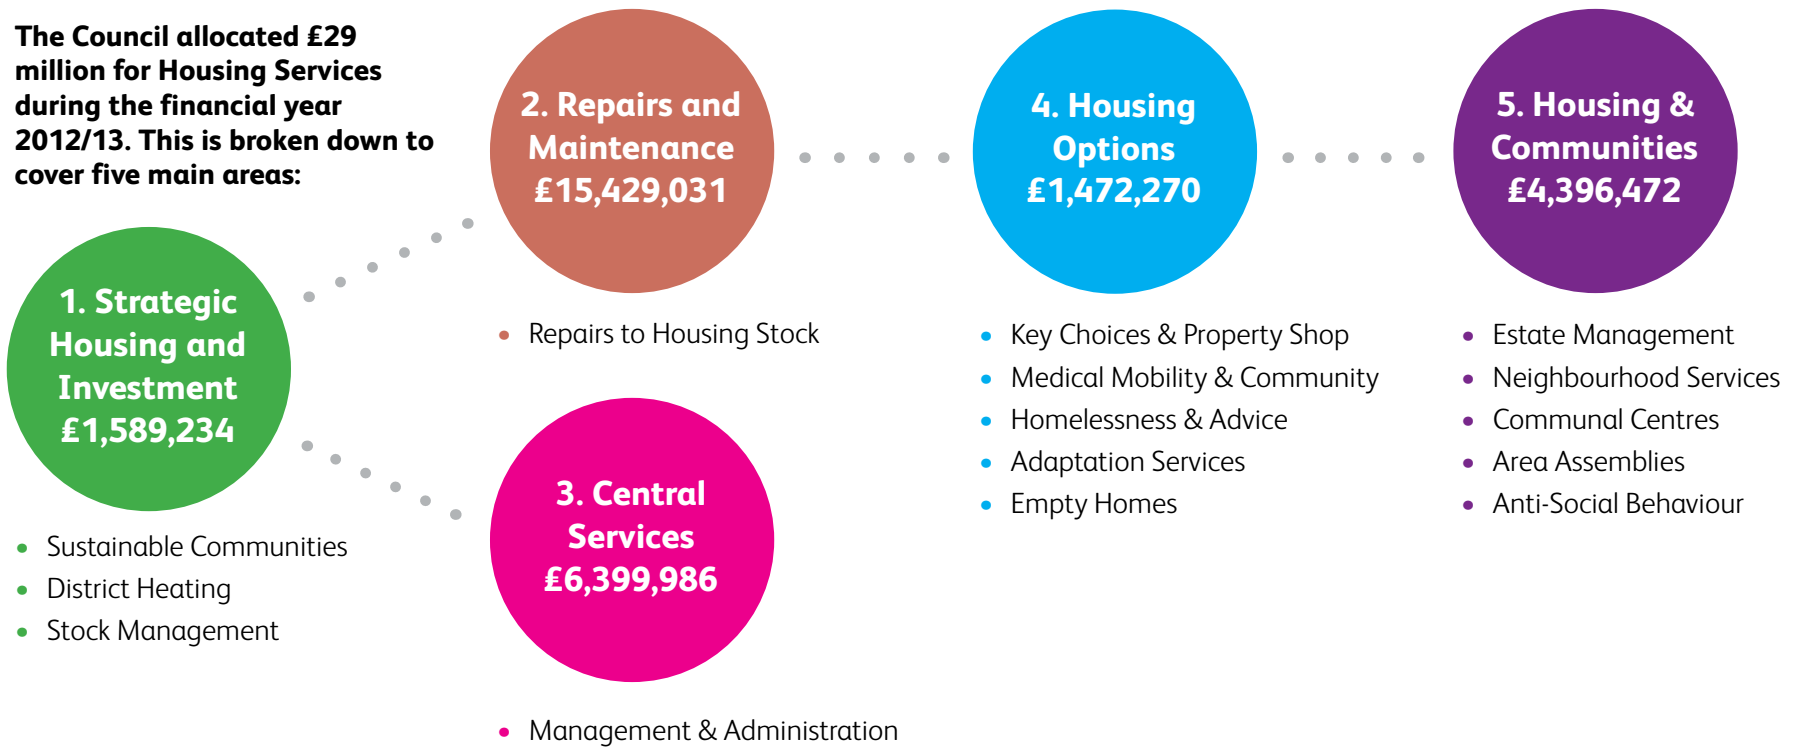 The Council allocated £29
million for Housing Services
during the financial year
2012/13. This is broken down to
cover five main areas:
1. Strategic
Housing and
Investment
£1,589,234
• Sustainable Communities
• District Heating
• Stock Management
2. Repairs and
Maintenance
£15,429,031
• Repairs to Housing Stock
3. Central
Services
£6,399,986
• Management & Administration
4. Housing
Options
£1,472,270
• Key Choices & Property Shop
• Medical Mobility & Community
• Homelessness & Advice
• Adaptation Services
• Empty Homes
5. Housing &
Communities
£4,396,472
• Estate Management
• Neighbourhood Services
• Communal Centres
• Area Assemblies
• Anti-Social Behaviour